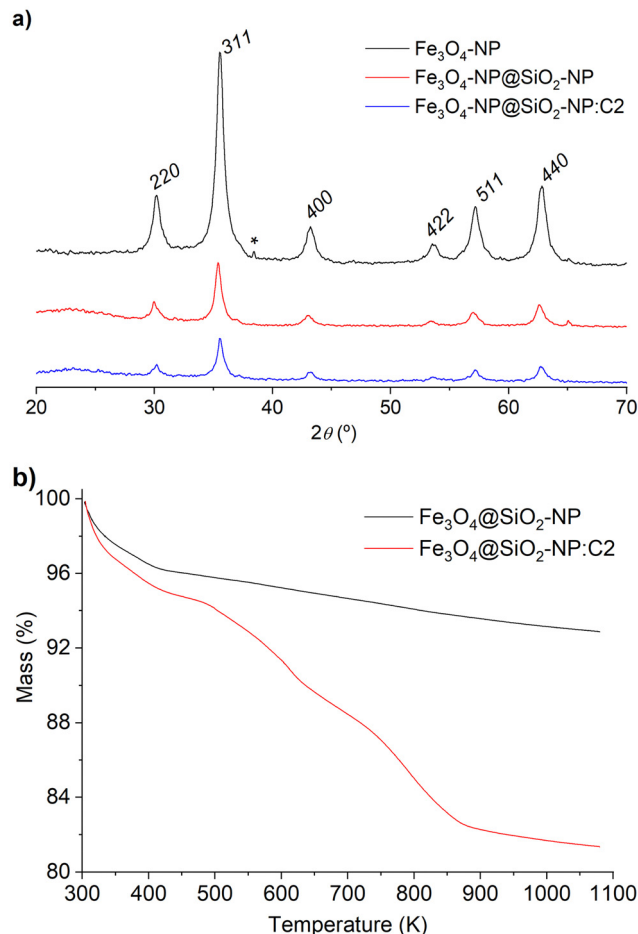 a)
311
Fe₃O₄-NP
Fe₃O₄-NP@SiO₂-NP
Fe₃O₄-NP@SiO₂-NP:C2
220
*
400
422
511
440
20 30 40 50 60 70
2θ (º)
b)
100
96
92
88
84
80
Mass (%)
Fe₃O₄@SiO₂-NP
Fe₃O₄@SiO₂-NP:C2
300 400 500 600 700 800 900 1000 1100
Temperature (K)